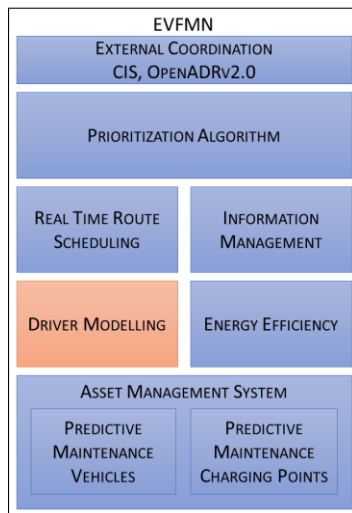 EVFMN
EXTERNAL COORDINATION
CIS, OPENADRV2.0
PRIORITIZATION ALGORITHM
REAL TIME ROUTE
SCHEDULING
INFORMATION
MANAGEMENT
DRIVER MODELLING
ENERGY EFFICIENCY
ASSET MANAGEMENT SYSTEM
PREDICTIVE
MAINTENANCE
VEHICLES
PREDICTIVE
MAINTENANCE
CHARGING POINTS